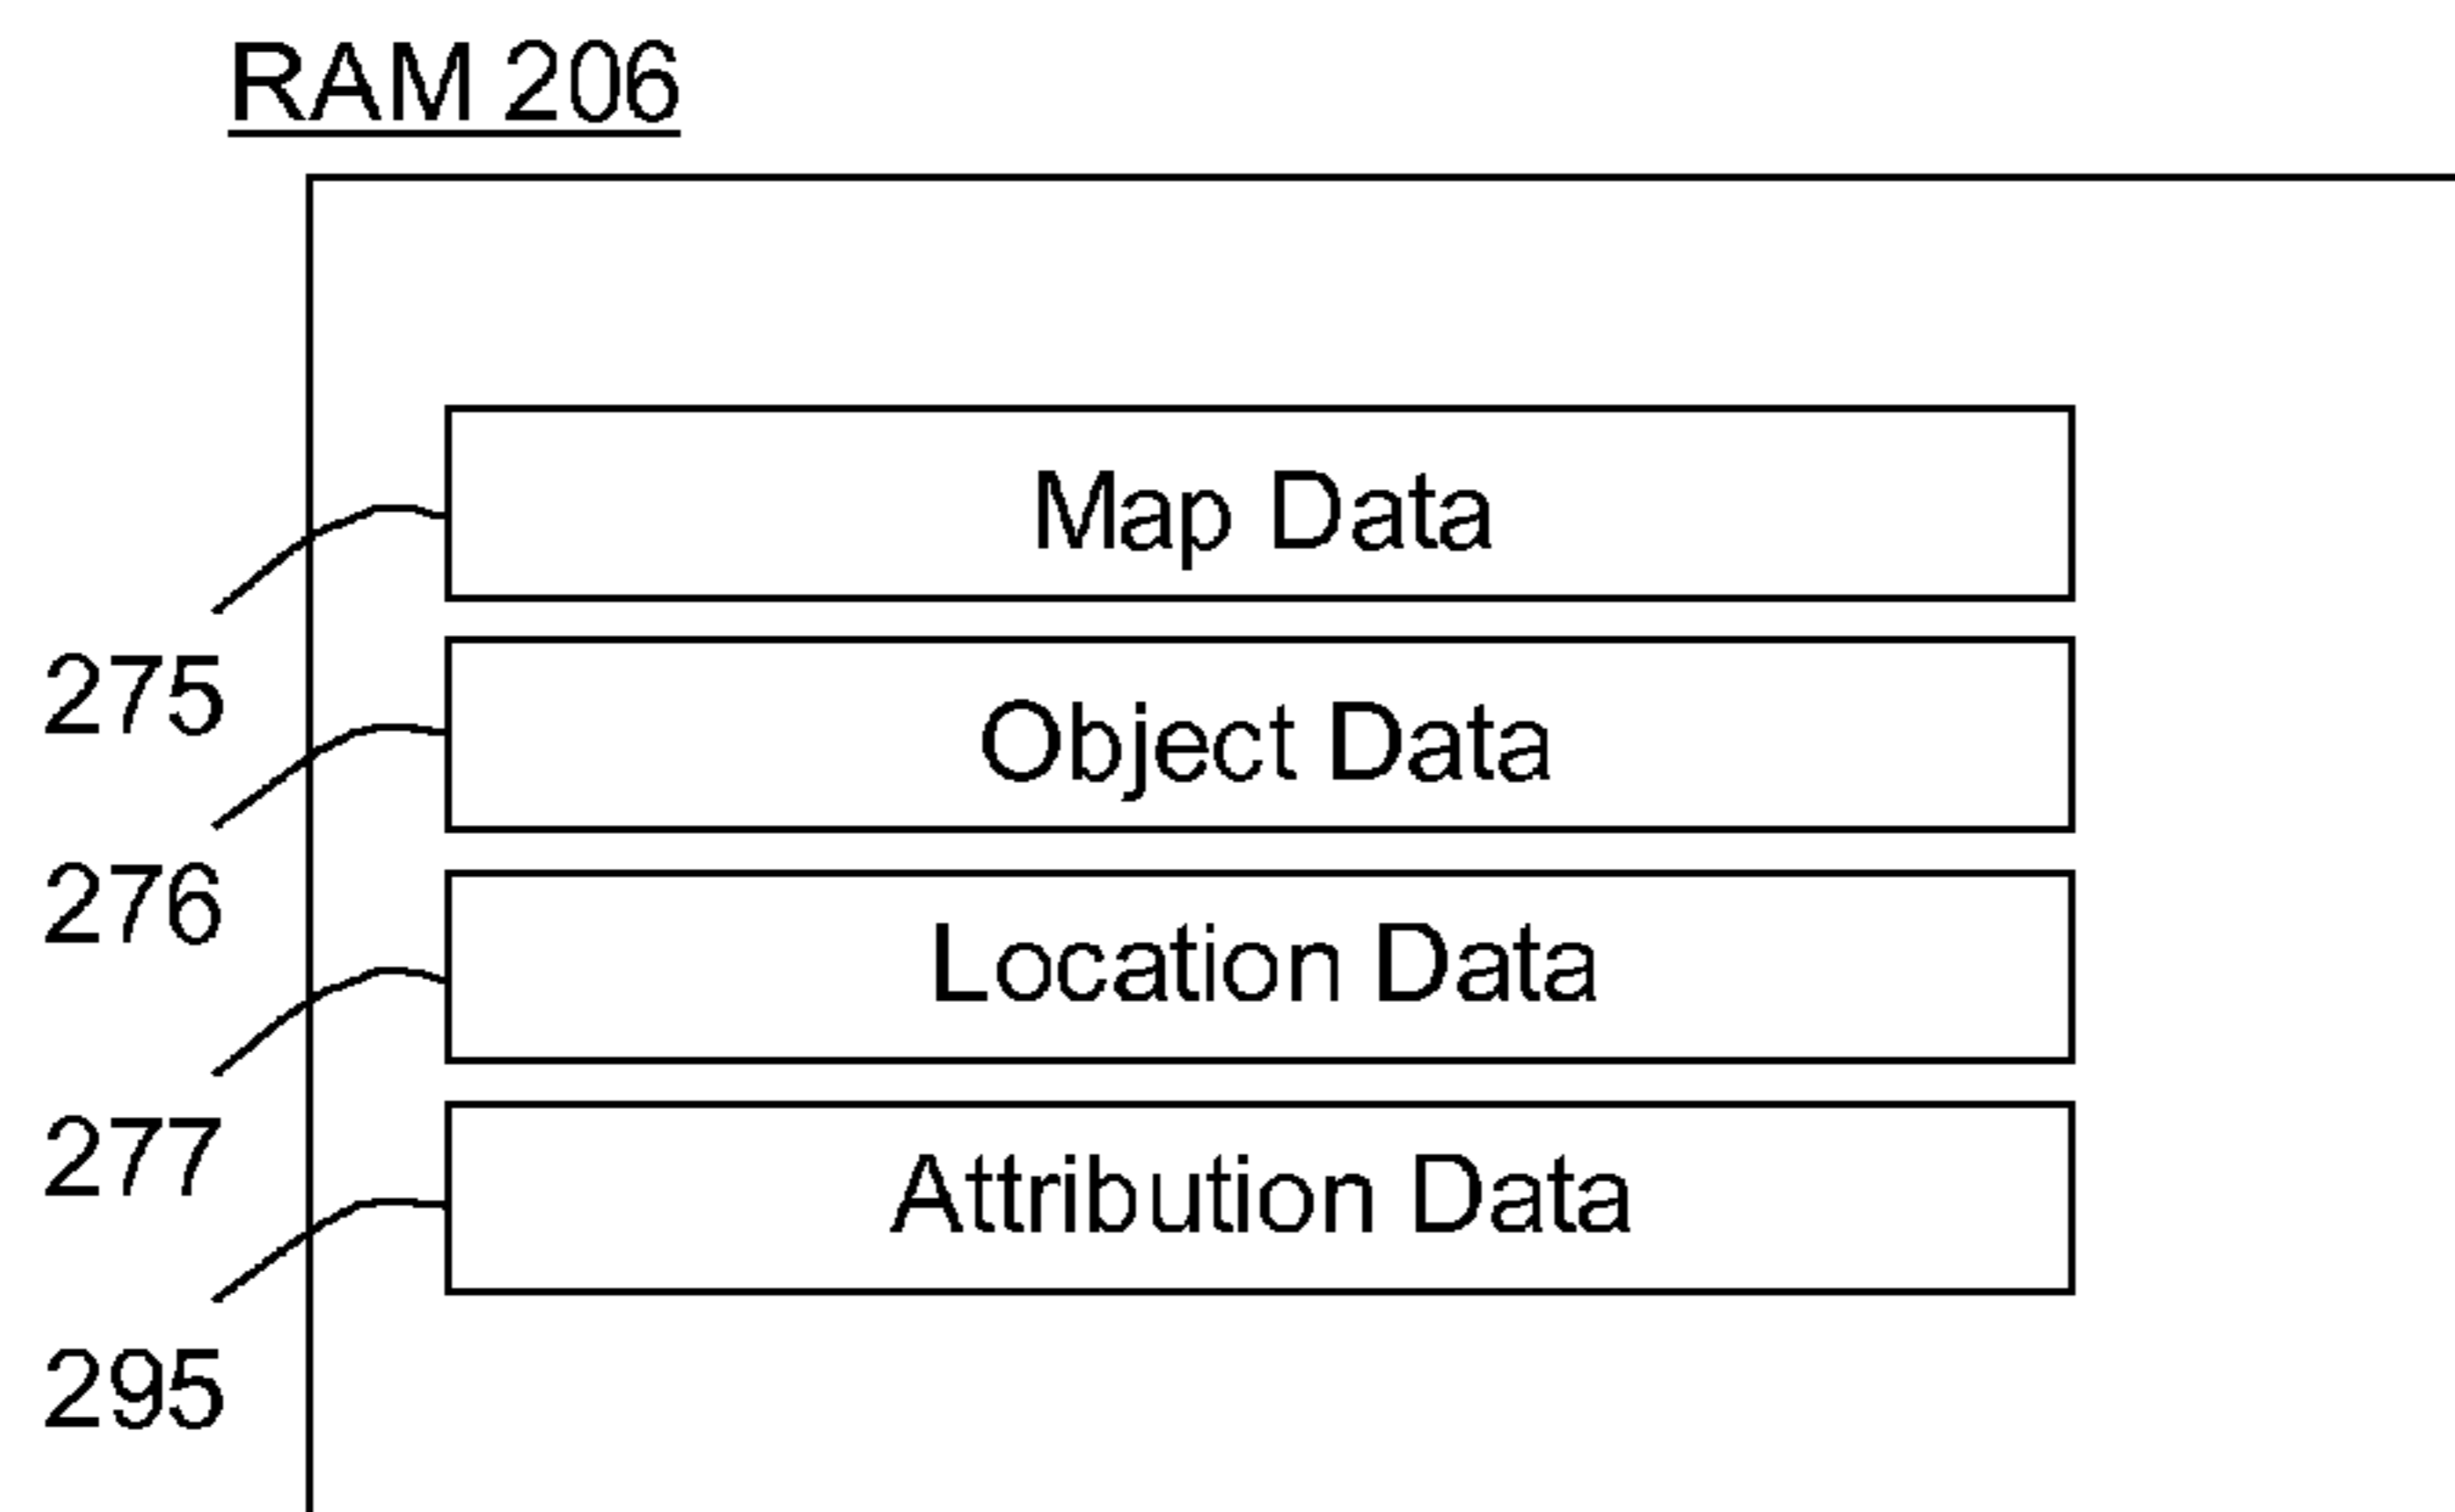 RAM 206
Map Data
275
Object Data
276
Location Data
277
Attribution Data
295